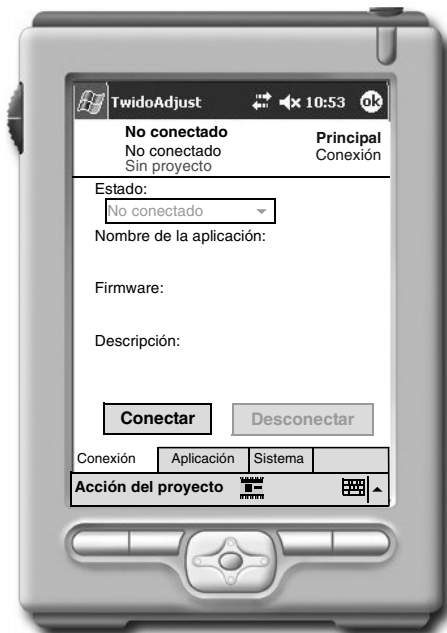 TwidoAdjust 10:53 ok
No conectado
No conectado
Sin proyecto
Principal
Conexión
Estado:
No conectado
Nombre de la aplicación:
Firmware:
Descripción:
Conectar Desconectar
Conexión Aplicación Sistema
Acción del proyecto